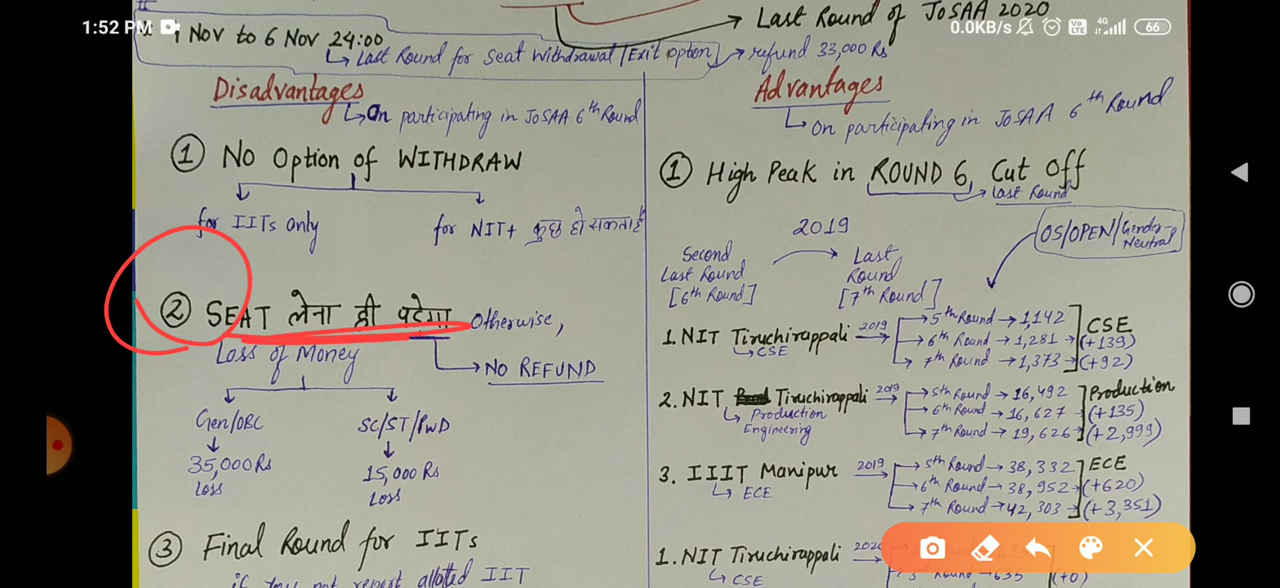 1:52 PM
0.0KB/s 4G 66
Last Round of JoSAA 2020
1 Nov to 6 Nov 24:00
Last Round for Seat Withdrawal/Exit option
refund 33,000 Rs
Disadvantages
On participating in JoSAA 6th Round
① No Option of WITHDRAW
for IITs Only
for NIT+ कुछ हो सकता है
② SEAT लेना ही पडेगा Otherwise,
Loss of Money
NO REFUND
Gen/OBC
SC/ST/PwD
35,000 Rs
Loss
15,000 Rs
Loss
③ Final Round for IITs
if
not report allotted IIT
Advantages
On participating in JoSAA 6th Round
① High Peak in ROUND 6, Cut Off
Last Round
2019
OS/OPEN/Gender-Neutral
Second
Last Round
[6th Round]
Last
Round
[7th Round]
1. NIT Tiruchirappali 2019
CSE
5th Round → 1,142
6th Round → 1,281 → (+139)
7th Round → 1,373 → (+92)
CSE
2. NIT Tiruchirappali 2019
Production
Engineering
5th Round → 16,492
6th Round → 16,627 → (+135)
7th Round → 19,626 → (+2,999)
Production
3. IIIT Manipur 2019
ECE
5th Round → 38,332
6th Round → 38,952 → (+620)
7th Round → 42,303 → (+3,351)
ECE
1. NIT Tiruchirappali 2020
CSE
Round → 635
(+0)